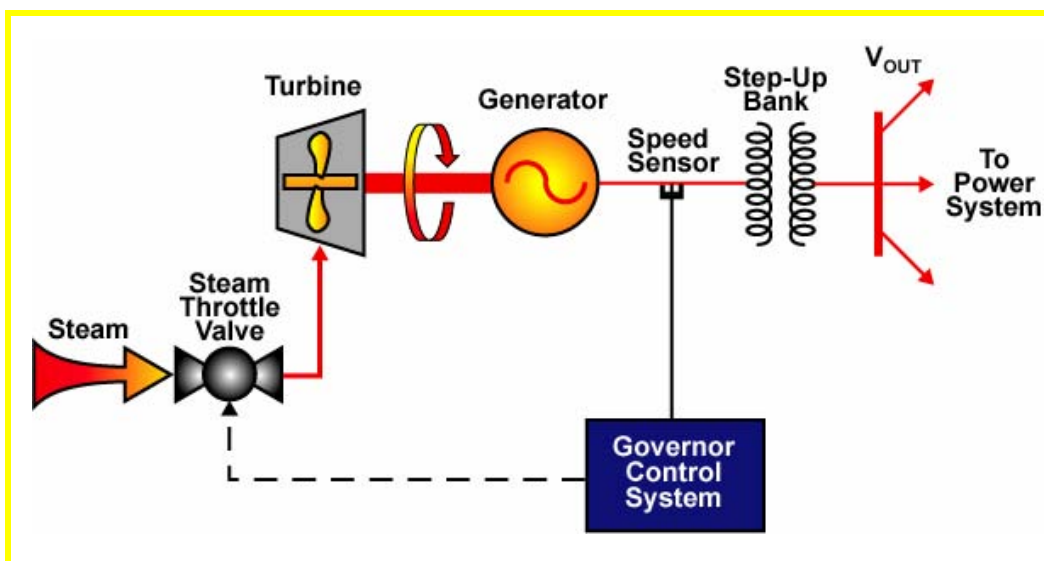 Turbine
Generator
Speed
Sensor
Step-Up
Bank
VOUT
To
Power
System
Steam
Steam
Throttle
Valve
Governor
Control
System